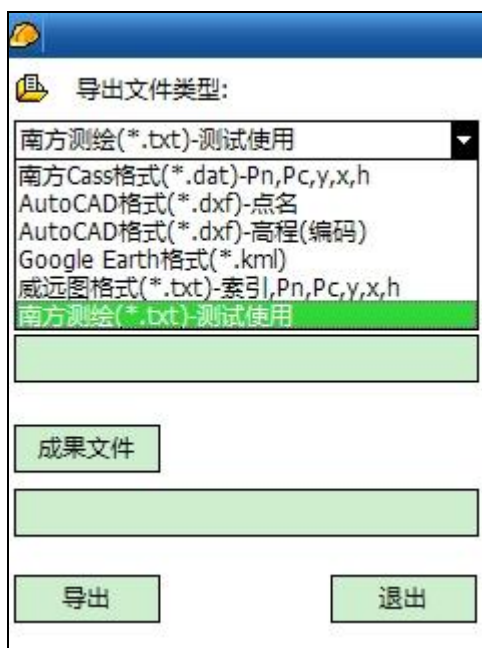 导出文件类型:
南方测绘(*.txt)-测试使用
南方Cass格式(*.dat)-Pn,Pc,y,x,h
AutoCAD格式(*.dxf)-点名
AutoCAD格式(*.dxf)-高程(编码)
Google Earth格式(*.kml)
威远图格式(*.txt)-索引,Pn,Pc,y,x,h
南方测绘(*.txt)-测试使用
成果文件
导出 退出